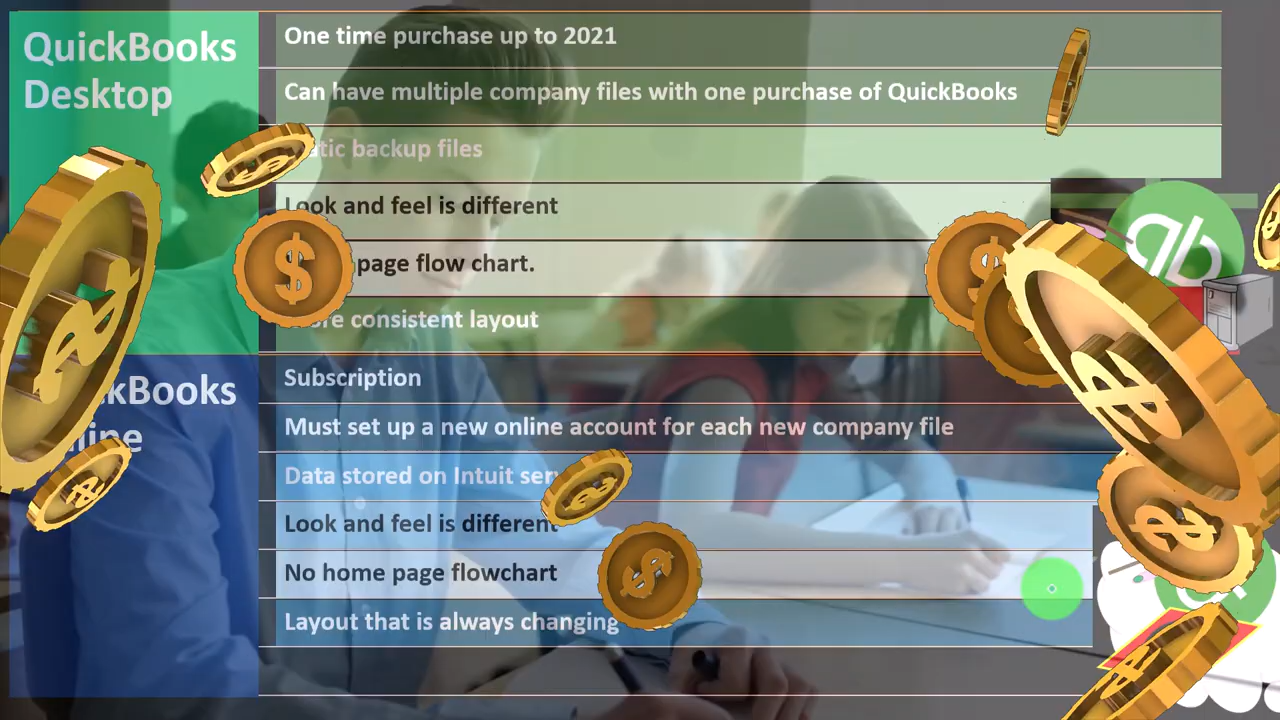 QuickBooks
Desktop
One time purchase up to 2021
Can have multiple company files with one purchase of QuickBooks
backup files
Look and feel is different
page flow chart.
consistent layout
Subscription
Must set up a new online account for each new company file
Data stored on Intuit
Look and feel is different
No home page flowchart
Layout that is always changing
qb